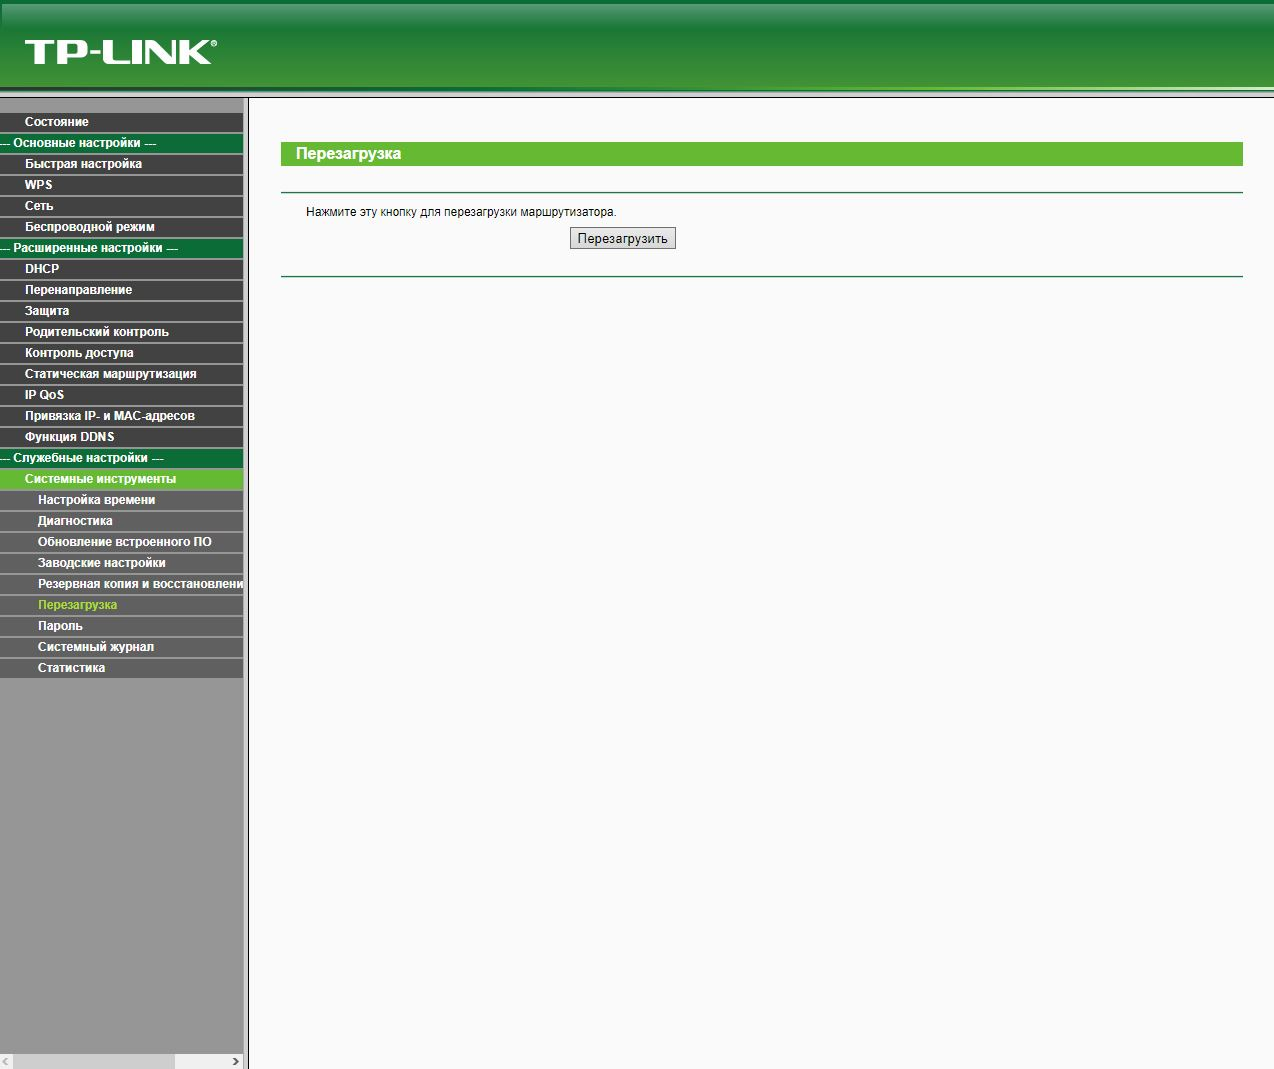 TP-LINK®
Состояние
--- Основные настройки ---
Быстрая настройка
WPS
Сеть
Беспроводной режим
--- Расширенные настройки ---
DHCP
Перенаправление
Защита
Родительский контроль
Контроль доступа
Статическая маршрутизация
IP QoS
Привязка IP- и MAC-адресов
Функция DDNS
--- Служебные настройки ---
Системные инструменты
Настройка времени
Диагностика
Обновление встроенного ПО
Заводские настройки
Резервная копия и восстановлени
Перезагрузка
Пароль
Системный журнал
Статистика
Перезагрузка
Нажмите эту кнопку для перезагрузки маршрутизатора.
Перезагрузить